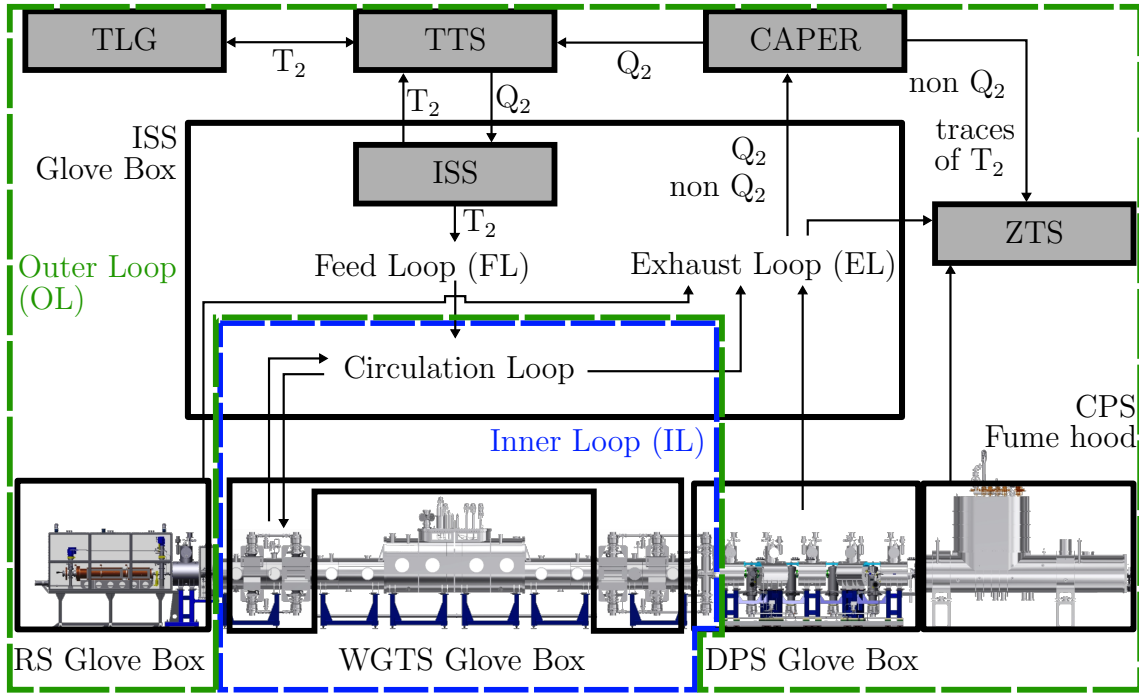 TLG
TTS
CAPER
T₂
Q₂
T₂
Q₂
non Q₂
traces
of T₂
ISS
Glove Box
ISS
Q₂
non Q₂
T₂
ZTS
Outer Loop
(OL)
Feed Loop (FL)
Exhaust Loop (EL)
Circulation Loop
Inner Loop (IL)
CPS
Fume hood
RS Glove Box
WGTS Glove Box
DPS Glove Box